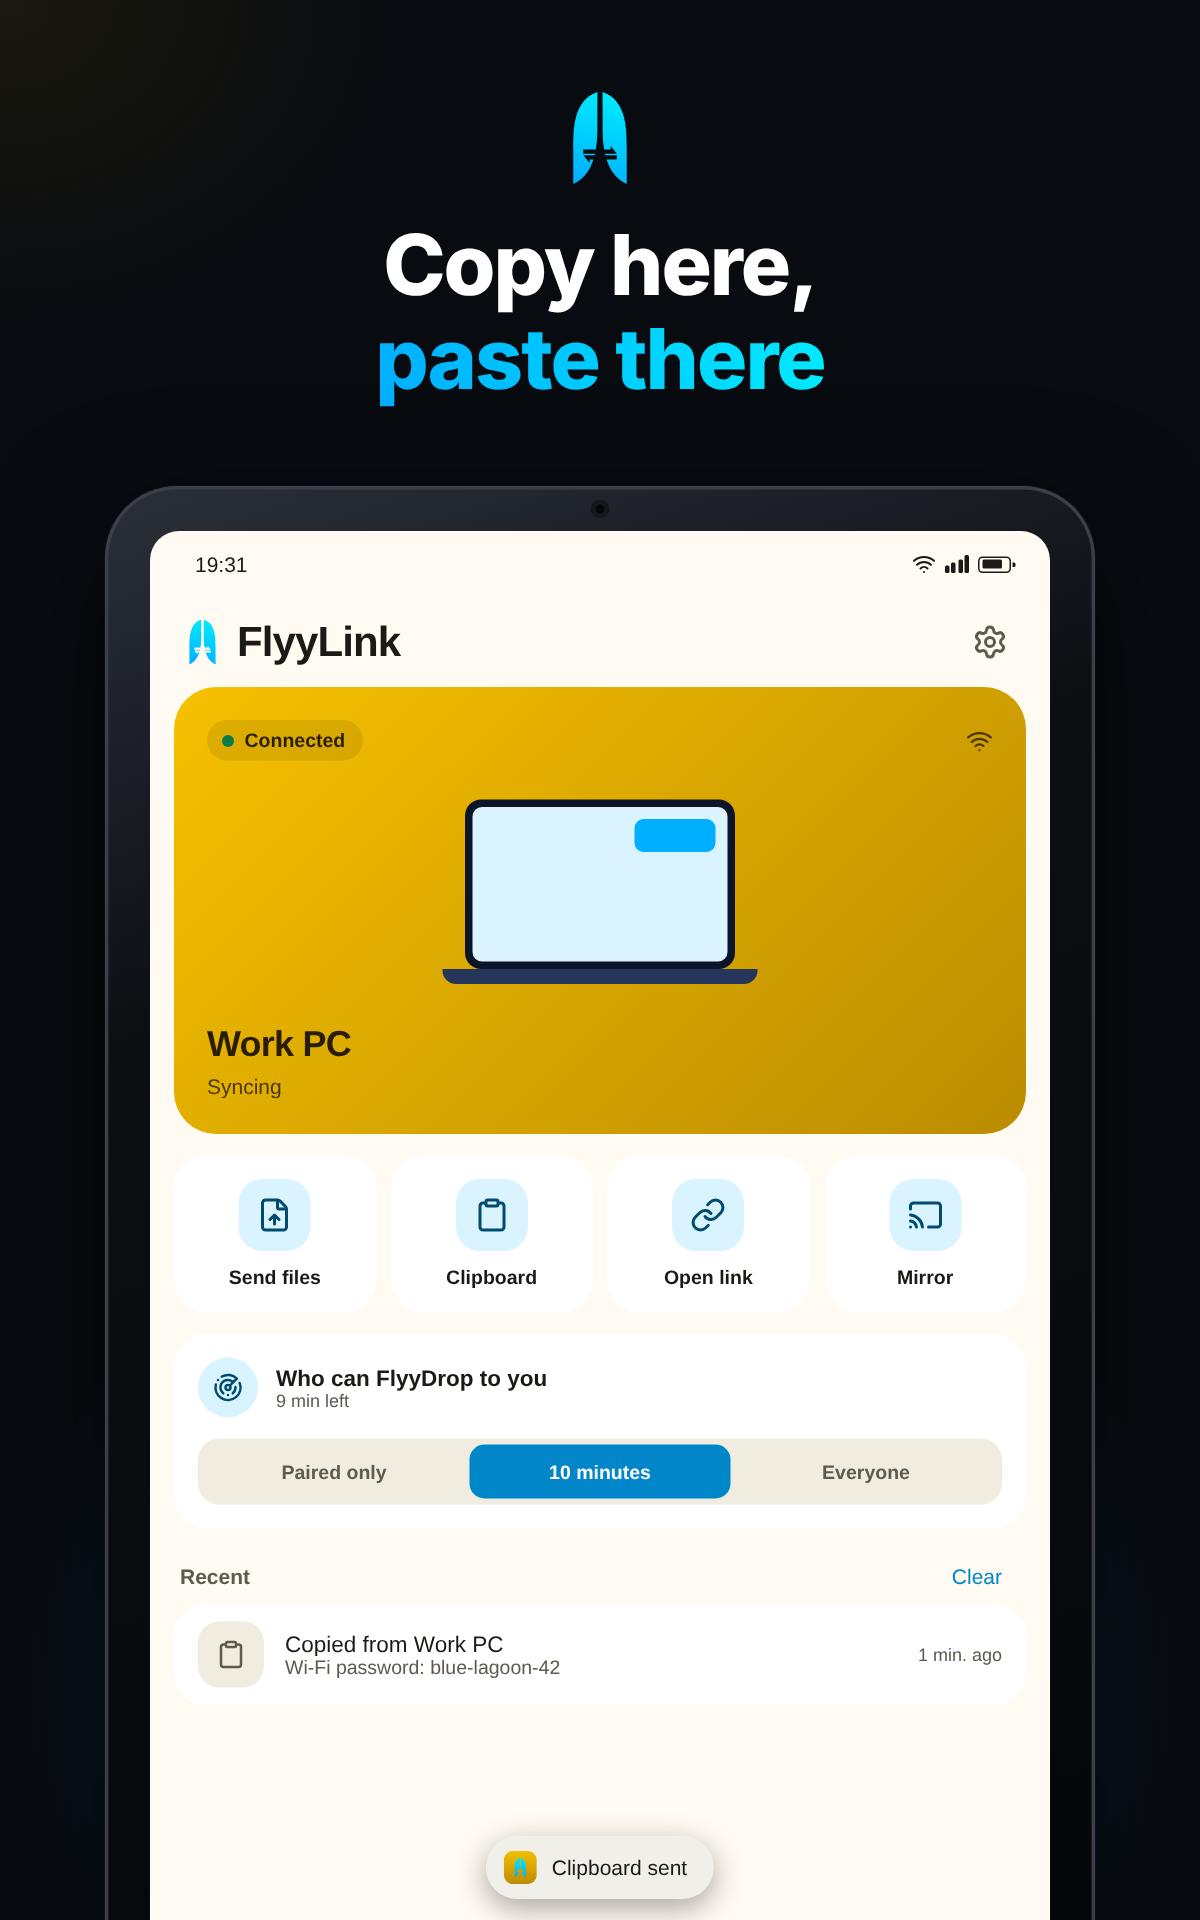 Copy here,
paste there
19:31
FlyyLink
Connected
Work PC
Syncing
Send files
Clipboard
Open link
Mirror
Who can FlyyDrop to you
9 min left
Paired only
10 minutes
Everyone
Recent
Clear
Copied from Work PC
Wi-Fi password: blue-lagoon-42
1 min. ago
Clipboard sent